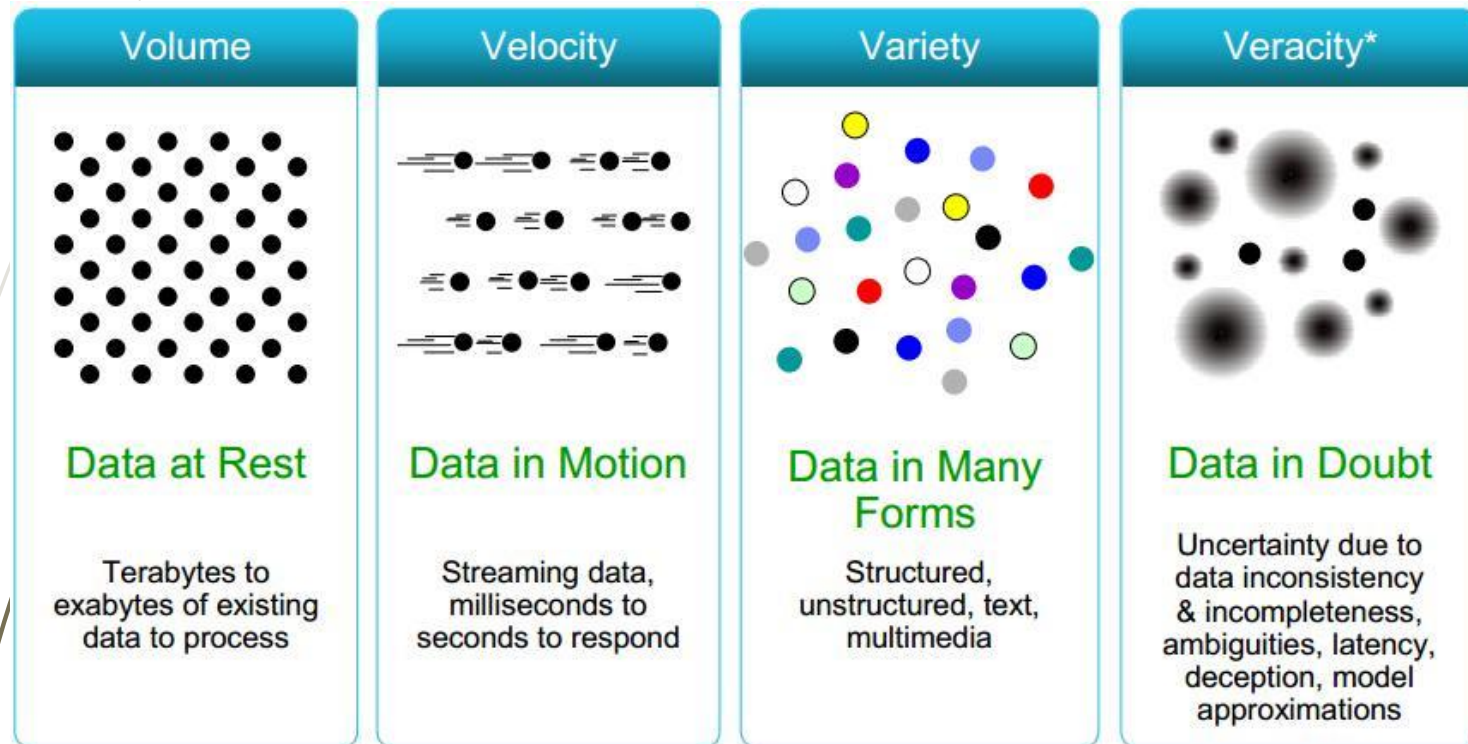 Volume
Data at Rest
Terabytes to
exabytes of existing
data to process
Velocity
Data in Motion
Streaming data,
milliseconds to
seconds to respond
Variety
Data in Many
Forms
Structured,
unstructured, text,
multimedia
Veracity*
Data in Doubt
Uncertainty due to
data inconsistency
& incompleteness,
ambiguities, latency,
deception, model
approximations